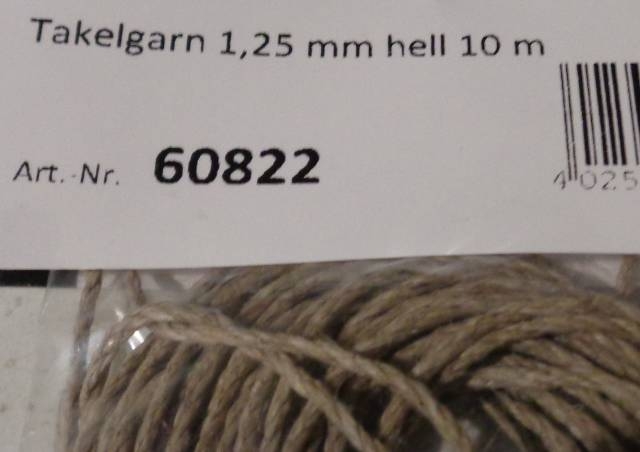 Takelgarn 1,25 mm hell 10 m
Art.-Nr. 60822
4 025